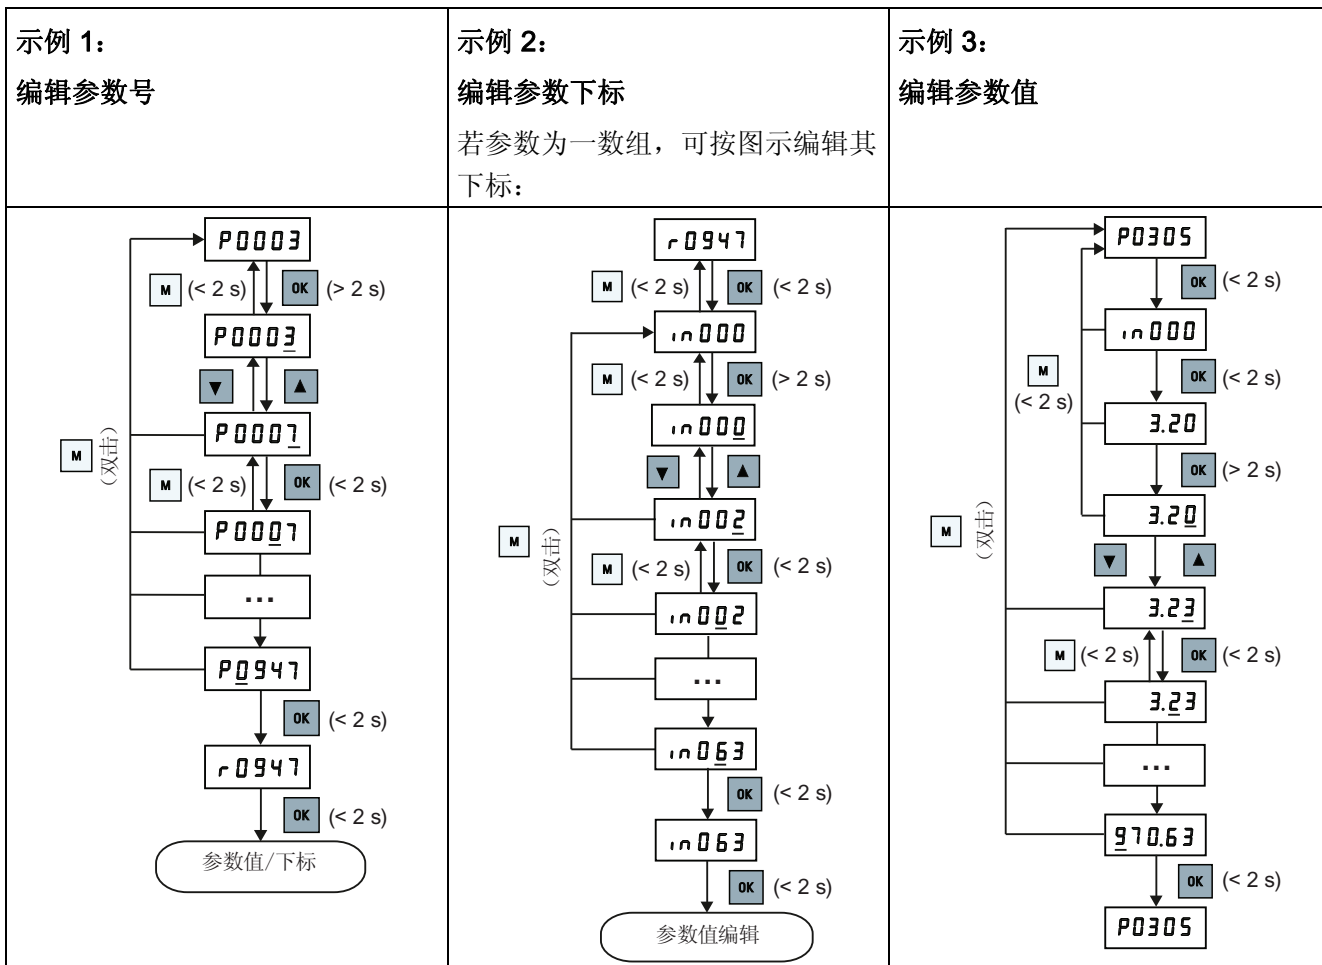 示例 1：
编辑参数号
P0003
M (< 2 s) OK (> 2 s)
P0003
▼ ▲
P0007
M (双击)
M (< 2 s) OK (< 2 s)
P0007
...
P0947
OK (< 2 s)
r0947
OK (< 2 s)
参数值/下标
示例 2：
编辑参数下标
若参数为一数组，可按图示编辑其
下标：
r0947
M (< 2 s) OK (< 2 s)
in000
M (< 2 s) OK (> 2 s)
in000
▼ ▲
in002
M (双击)
M (< 2 s) OK (< 2 s)
in002
...
in063
OK (< 2 s)
in063
OK (< 2 s)
参数值编辑
示例 3：
编辑参数值
P0305
OK (< 2 s)
in000
M
(< 2 s)
OK (< 2 s)
3.20
OK (> 2 s)
3.20
M (双击)
▼ ▲
3.23
M (< 2 s) OK (< 2 s)
3.23
...
970.63
OK (< 2 s)
P0305